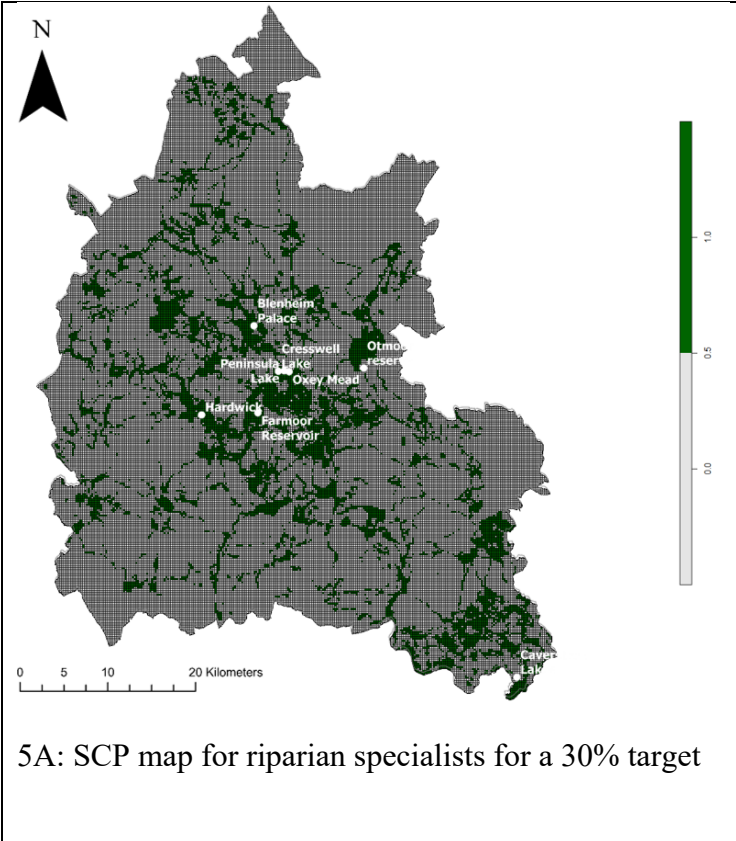 N
1.0
0.5
0.0
Blenheim
Palace
Cresswell
Peninsula Lake
Lake
Oxey Mead
Hardwick
Farmoor
Reservoir
0 5 10 20 Kilometers
5A: SCP map for riparian specialists for a 30% target